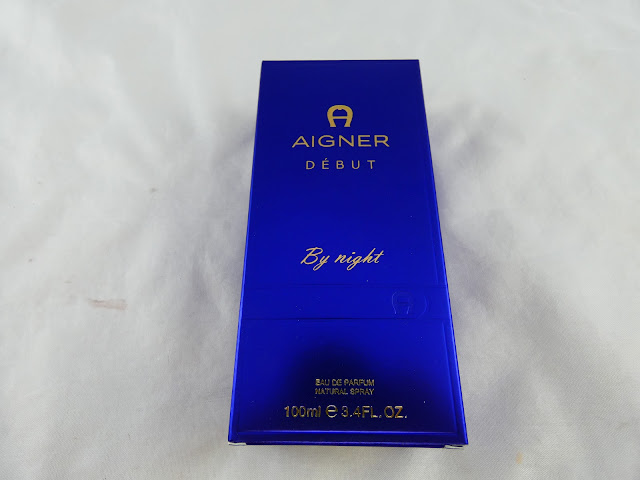 AIGNER
DÉBUT
By night
EAU DE PARFUM
NATURAL SPRAY
100ml ℮ 3.4FL.OZ.